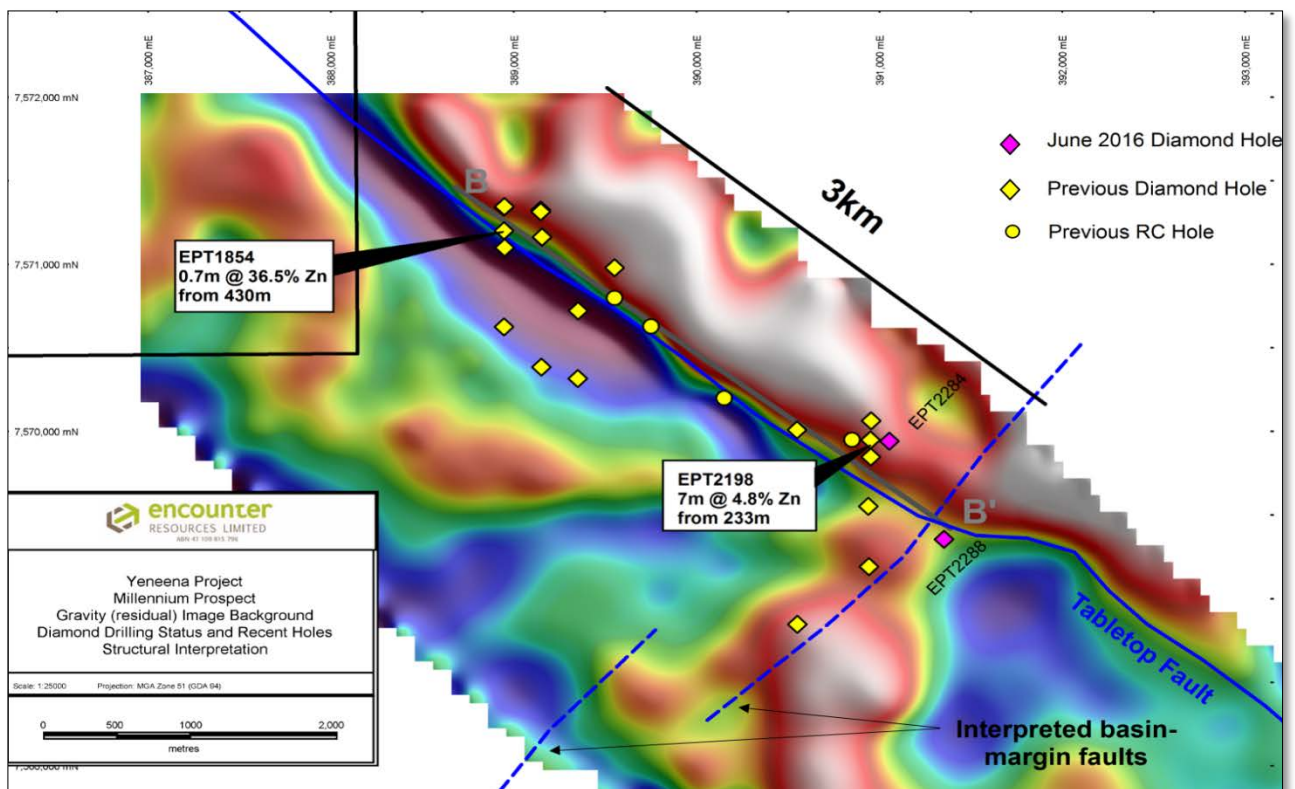 387,000 mE
388,000 mE
389,000 mE
390,000 mE
391,000 mE
392,000 mE
393,000 mE
7,572,000 mN
7,571,000 mN
7,570,000 mN
June 2016 Diamond Hole
Previous Diamond Hole
Previous RC Hole
3km
B
B'
EPT1854
0.7m @ 36.5% Zn
from 430m
EPT2198
7m @ 4.8% Zn
from 233m
EPT2284
EPT2288
Tabletop Fault
Interpreted basin-
margin faults
encounter
RESOURCES LIMITED
Yeneena Project
Millennium Prospect
Gravity (residual) Image Background
Diamond Drilling Status and Recent Holes
Structural Interpretation
Scale: 1:25000
Projection: MGA Zone 51 (GDA 94)
0 500 1000 2,000
metres